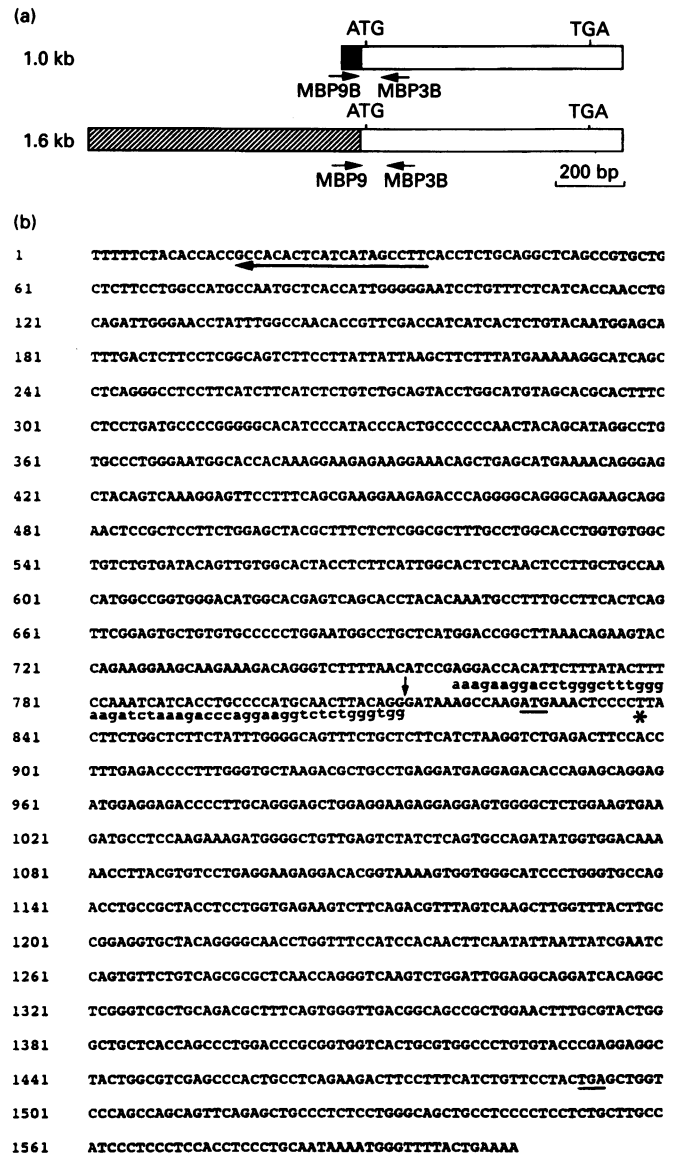 (a)
ATG TGA
1.0 kb
MBP9B MBP3B
ATG TGA
1.6 kb
MBP9 MBP3B
200 bp
(b)
1 TTTTTCTACACCACCGCCACACTCATCATAGCCTTCACCTCTGCAGGCTCAGCCGTGCTG
61 CTCTTCCTGGCCATGCCAATGCTCACCATTGGGGGAATCCTGTTTCTCATCACCAACCTG
121 CAGATTGGGAACCTATTTGGCCAACACCGTTCGACCATCATCACTCTGTACAATGGAGCA
181 TTTGACTCTTCCTCGGCAGTCTTCCTTATTATTAAGCTTCTTTATGAAAAAGGCATCAGC
241 CTCAGGGCCTCCTTCATCTTCATCTCTGTCTGCAGTACCTGGCATGTAGCACGCACTTTC
301 CTCCTGATGCCCCGGGGGCACATCCCATACCCACTGCCCCCCAACTACAGCATAGGCCTG
361 TGCCCTGGGAATGGCACCACAAAGGAAGAGAAGGAAACAGCTGAGCATGAAAACAGGGAG
421 CTACAGTCAAAGGAGTTCCTTTCAGCGAAGGAAGAGACCCAGGGGCAGGGCAGAAGCAGG
481 AACTCCGCTCCTTCTGGAGCTACGCTTTCTCTCGGCGCTTTGCCTGGCACCTGGTGTGGC
541 TGTCTGTGATACAGTTGTGGCACTACCTCTTCATTGGCACTCTCAACTCCTTGCTGCCAA
601 CATGGCCGGTGGGACATGGCACGAGTCAGCACCTACACAAATGCCTTTGCCTTCACTCAG
661 TTCGGAGTGCTGTGTGCCCCCTGGAATGGCCTGCTCATGGACCGGCTTAAACAGAAGTAC
721 CAGAAGGAAGCAAGAAAGACAGGGTCTTTTAACATCCGAGGACCACATTCTTTATACTTT
aaagaaggacctgggctttggg
781 CCAAATCATCACCTGCCCCATGCAACTTACAGGGATAAAGCCAAGATGAAACTCCCCTTA
aagatctaaagacccaggaaggtctctgggtgg *
841 CTTCTGGCTCTTCTATTTGGGGCAGTTTCTGCTCTTCATCTAAGGTCTGAGACTTCCACC
901 TTTGAGACCCCTTTGGGTGCTAAGACGCTGCCTGAGGATGAGGAGACACCAGAGCAGGAG
961 ATGGAGGAGACCCCTTGCAGGGAGCTGGAGGAAGAGGAGGAGTGGGGCTCTGGAAGTGAA
1021 GATGCCTCCAAGAAAGATGGGGCTGTTGAGTCTATCTCAGTGCCAGATATGGTGGACAAA
1081 AACCTTACGTGTCCTGAGGAAGAGGACACGGTAAAAGTGGTGGGCATCCCTGGGTGCCAG
1141 ACCTGCCGCTACCTCCTGGTGAGAAGTCTTCAGACGTTTAGTCAAGCTTGGTTTACTTGC
1201 CGGAGGTGCTACAGGGGCAACCTGGTTTCCATCCACAACTTCAATATTAATTATCGAATC
1261 CAGTGTTCTGTCAGCGCGCTCAACCAGGGTCAAGTCTGGATTGGAGGCAGGATCACAGGC
1321 TCGGGTCGCTGCAGACGCTTTCAGTGGGTTGACGGCAGCCGCTGGAACTTTGCGTACTGG
1381 GCTGCTCACCAGCCCTGGACCCGCGGTGGTCACTGCGTGGCCCTGTGTACCCGAGGAGGC
1441 TACTGGCGTCGAGCCCACTGCCTCAGAAGACTTCCTTTCATCTGTTCCTACTGAGCTGGT
1501 CCCAGCCAGCAGTTCAGAGCTGCCCTCTCCTGGGCAGCTGCCTCCCCTCCTCTGCTTGCC
1561 ATCCCTCCCTCCACCTCCCTGCAATAAAATGGGTTTTACTGAAAA